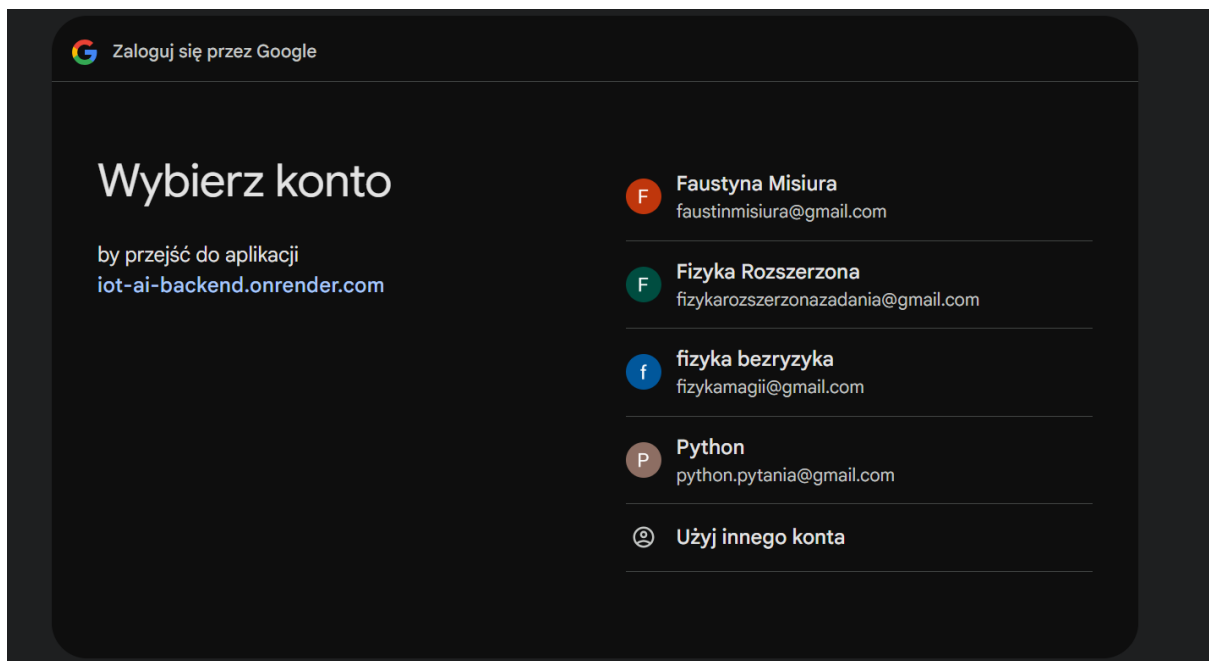 Zaloguj się przez Google
Wybierz konto
by przejść do aplikacji
iot-ai-backend.onrender.com
F
Faustyna Misiura
faustinmisiura@gmail.com
F
Fizyka Rozszerzona
fizykarozszerzonazadania@gmail.com
f
fizyka bezryzyka
fizykamagii@gmail.com
P
Python
python.pytania@gmail.com
Użyj innego konta